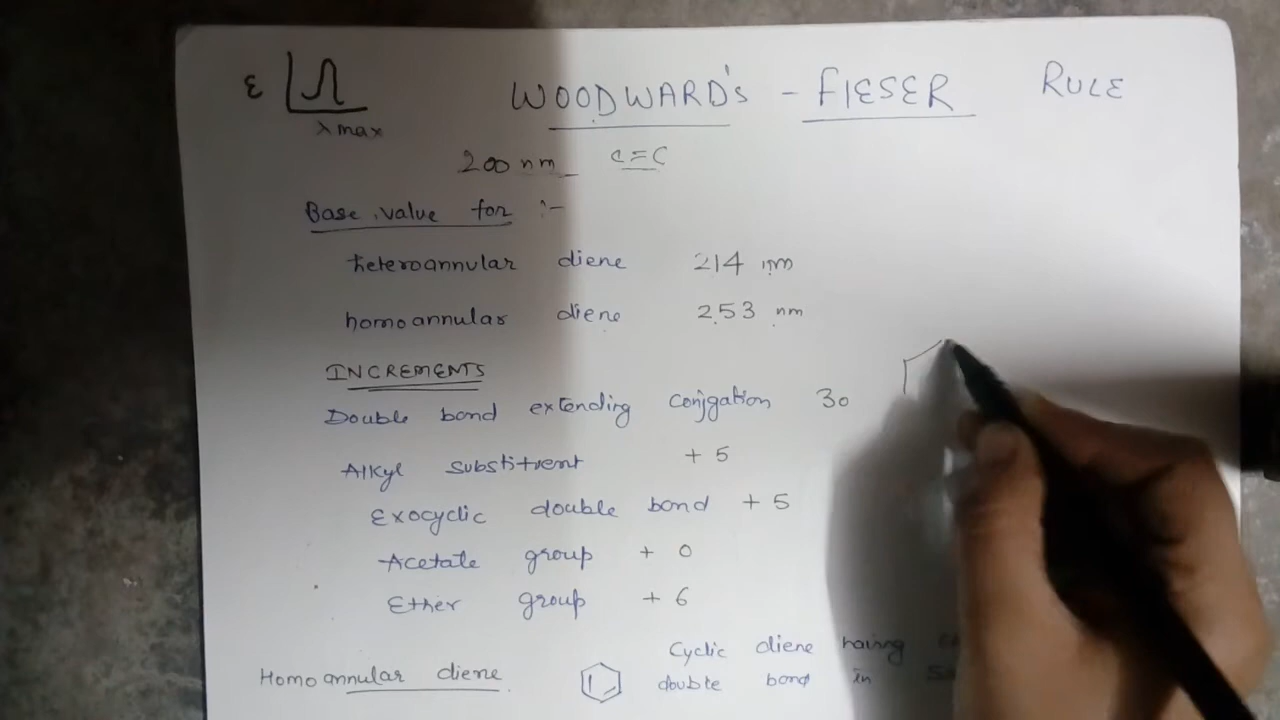 ε λ max
WOODWARD's - FIESER RULE
200 nm C=C
Base value for :-
heteroannular diene 214 nm
homoannular diene 253 nm
INCREMENTS
Double bond extending conjgation 30
Alkyl substituent + 5
Exocyclic double bond + 5
Acetate group + 0
Ether group + 6
Homoannular diene
Cyclic diene having
double bond in